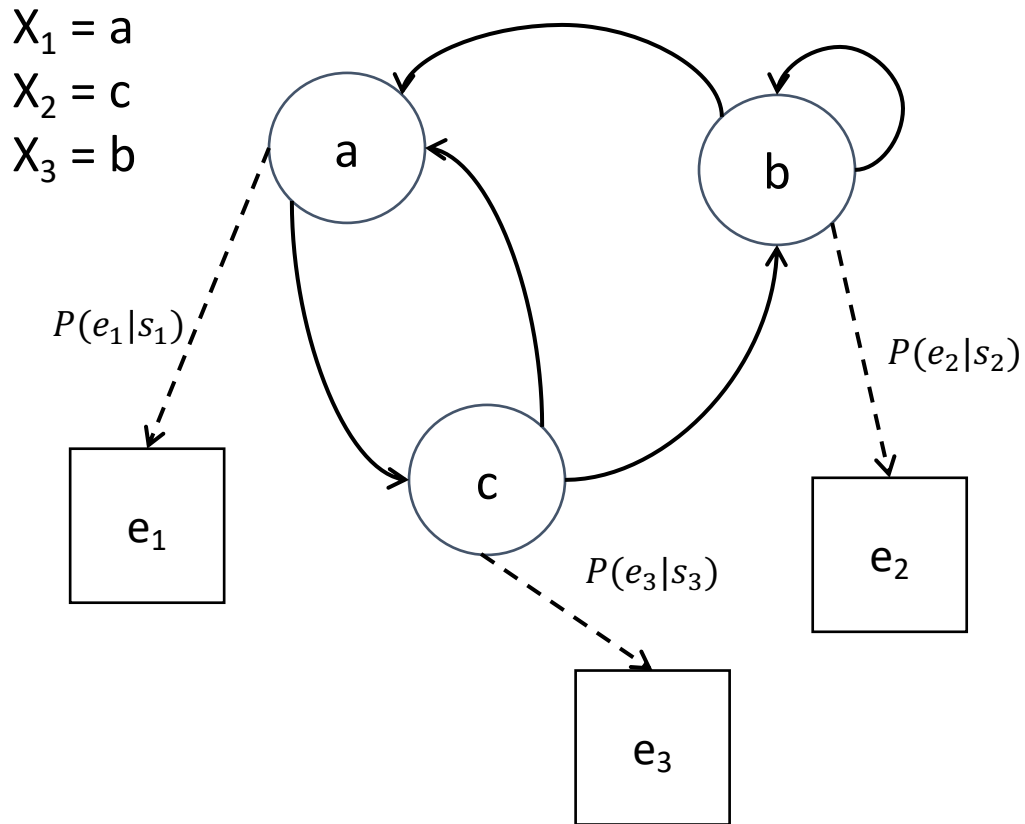 X₁ = a
X₂ = c
X₃ = b
a
b
P(e₁|s₁)
P(e₂|s₂)
c
e₁
e₂
P(e₃|s₃)
e₃